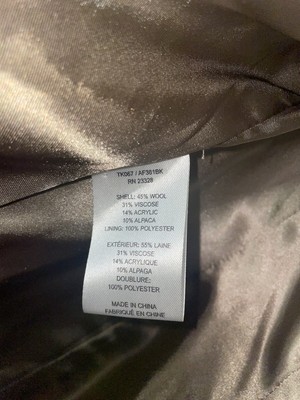 TK067 / AF361BK
RN 23328
SHELL: 45% WOOL
31% VISCOSE
14% ACRYLIC
10% ALPACA
LINING: 100% POLYESTER
EXTÉRIEUR: 55% LAINE
31% VISCOSE
14% ACRYLIQUE
10% ALPAGA
DOUBLURE;
100% POLYESTER
MADE IN CHINA
FABRIQUÉ EN CHINE